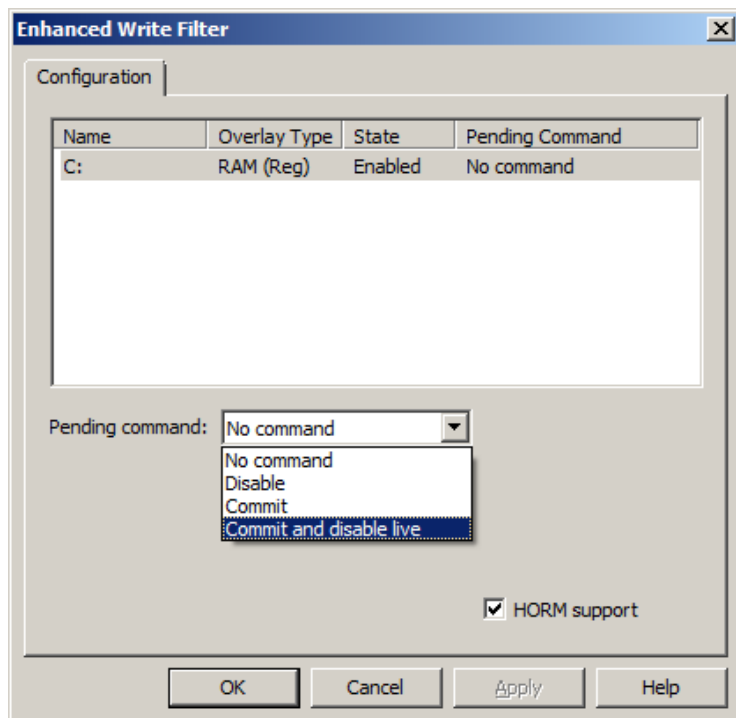 Enhanced Write Filter
Configuration
Name Overlay Type State Pending Command
C: RAM (Reg) Enabled No command
Pending command: No command
No command
Disable
Commit
Commit and disable live
HORM support
OK Cancel Apply Help